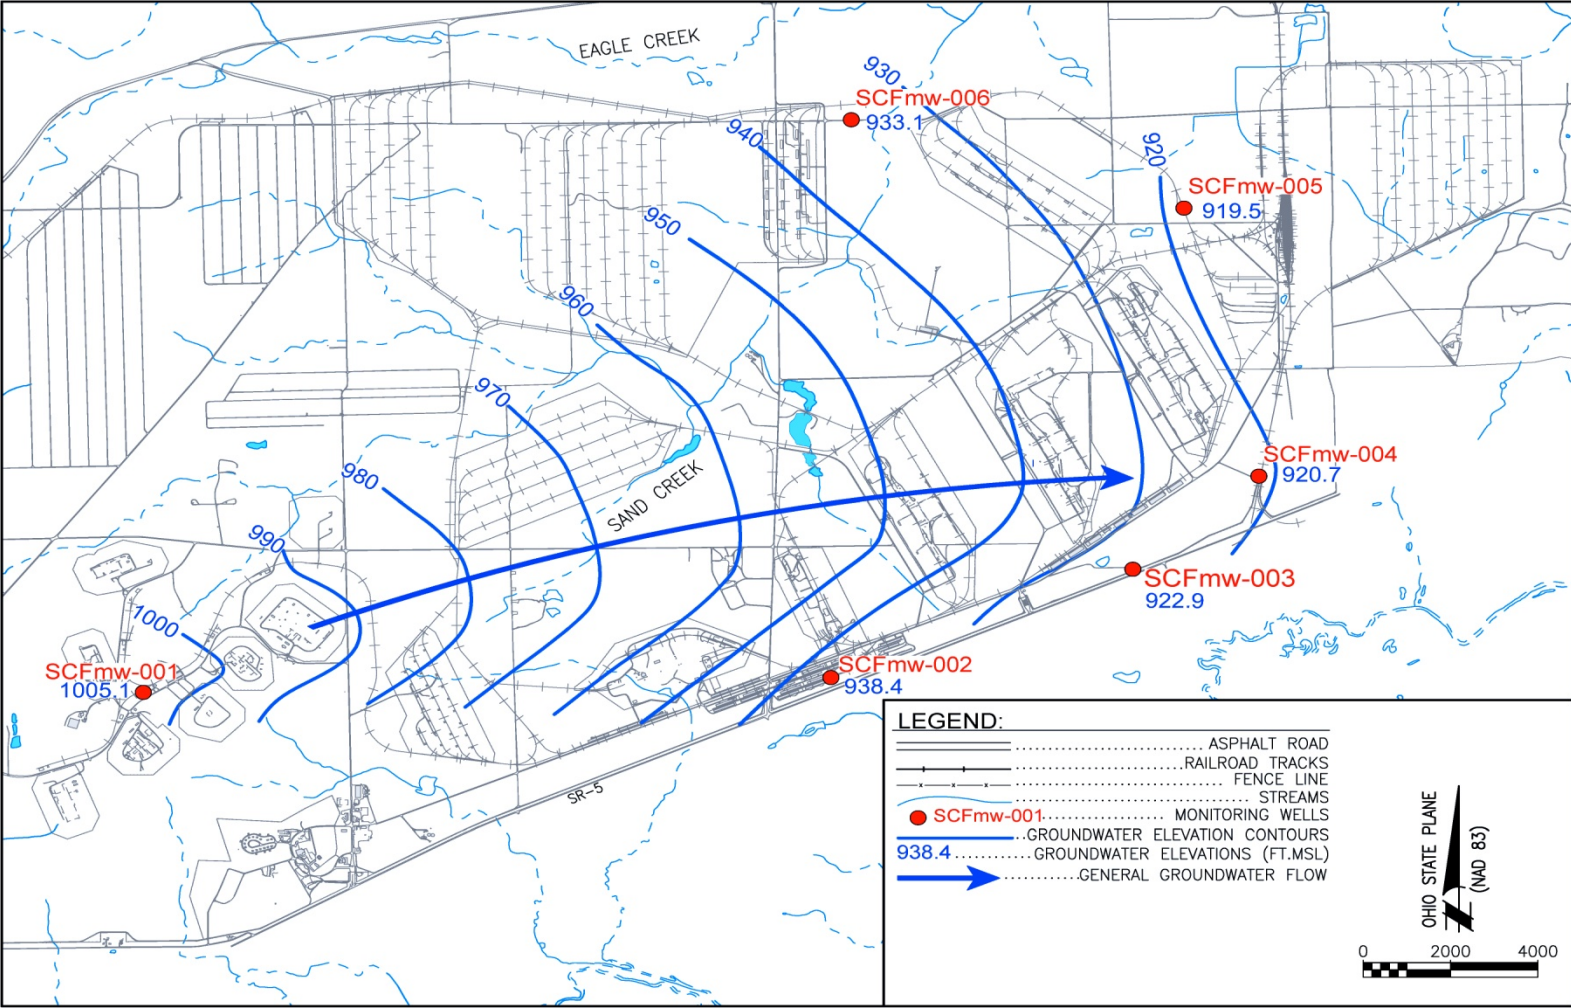 EAGLE CREEK
930
SCFmw-006
933.1
940
920
SCFmw-005
919.5
950
960
970
SCFmw-004
920.7
980
SAND CREEK
990
SCFmw-003
922.9
1000
SCFmw-001
1005.1
SCFmw-002
938.4
SR-5
LEGEND:
ASPHALT ROAD
RAILROAD TRACKS
FENCE LINE
STREAMS
SCFmw-001 MONITORING WELLS
GROUNDWATER ELEVATION CONTOURS
938.4 GROUNDWATER ELEVATIONS (FT.MSL)
GENERAL GROUNDWATER FLOW
OHIO STATE PLANE
(NAD 83)
0 2000 4000